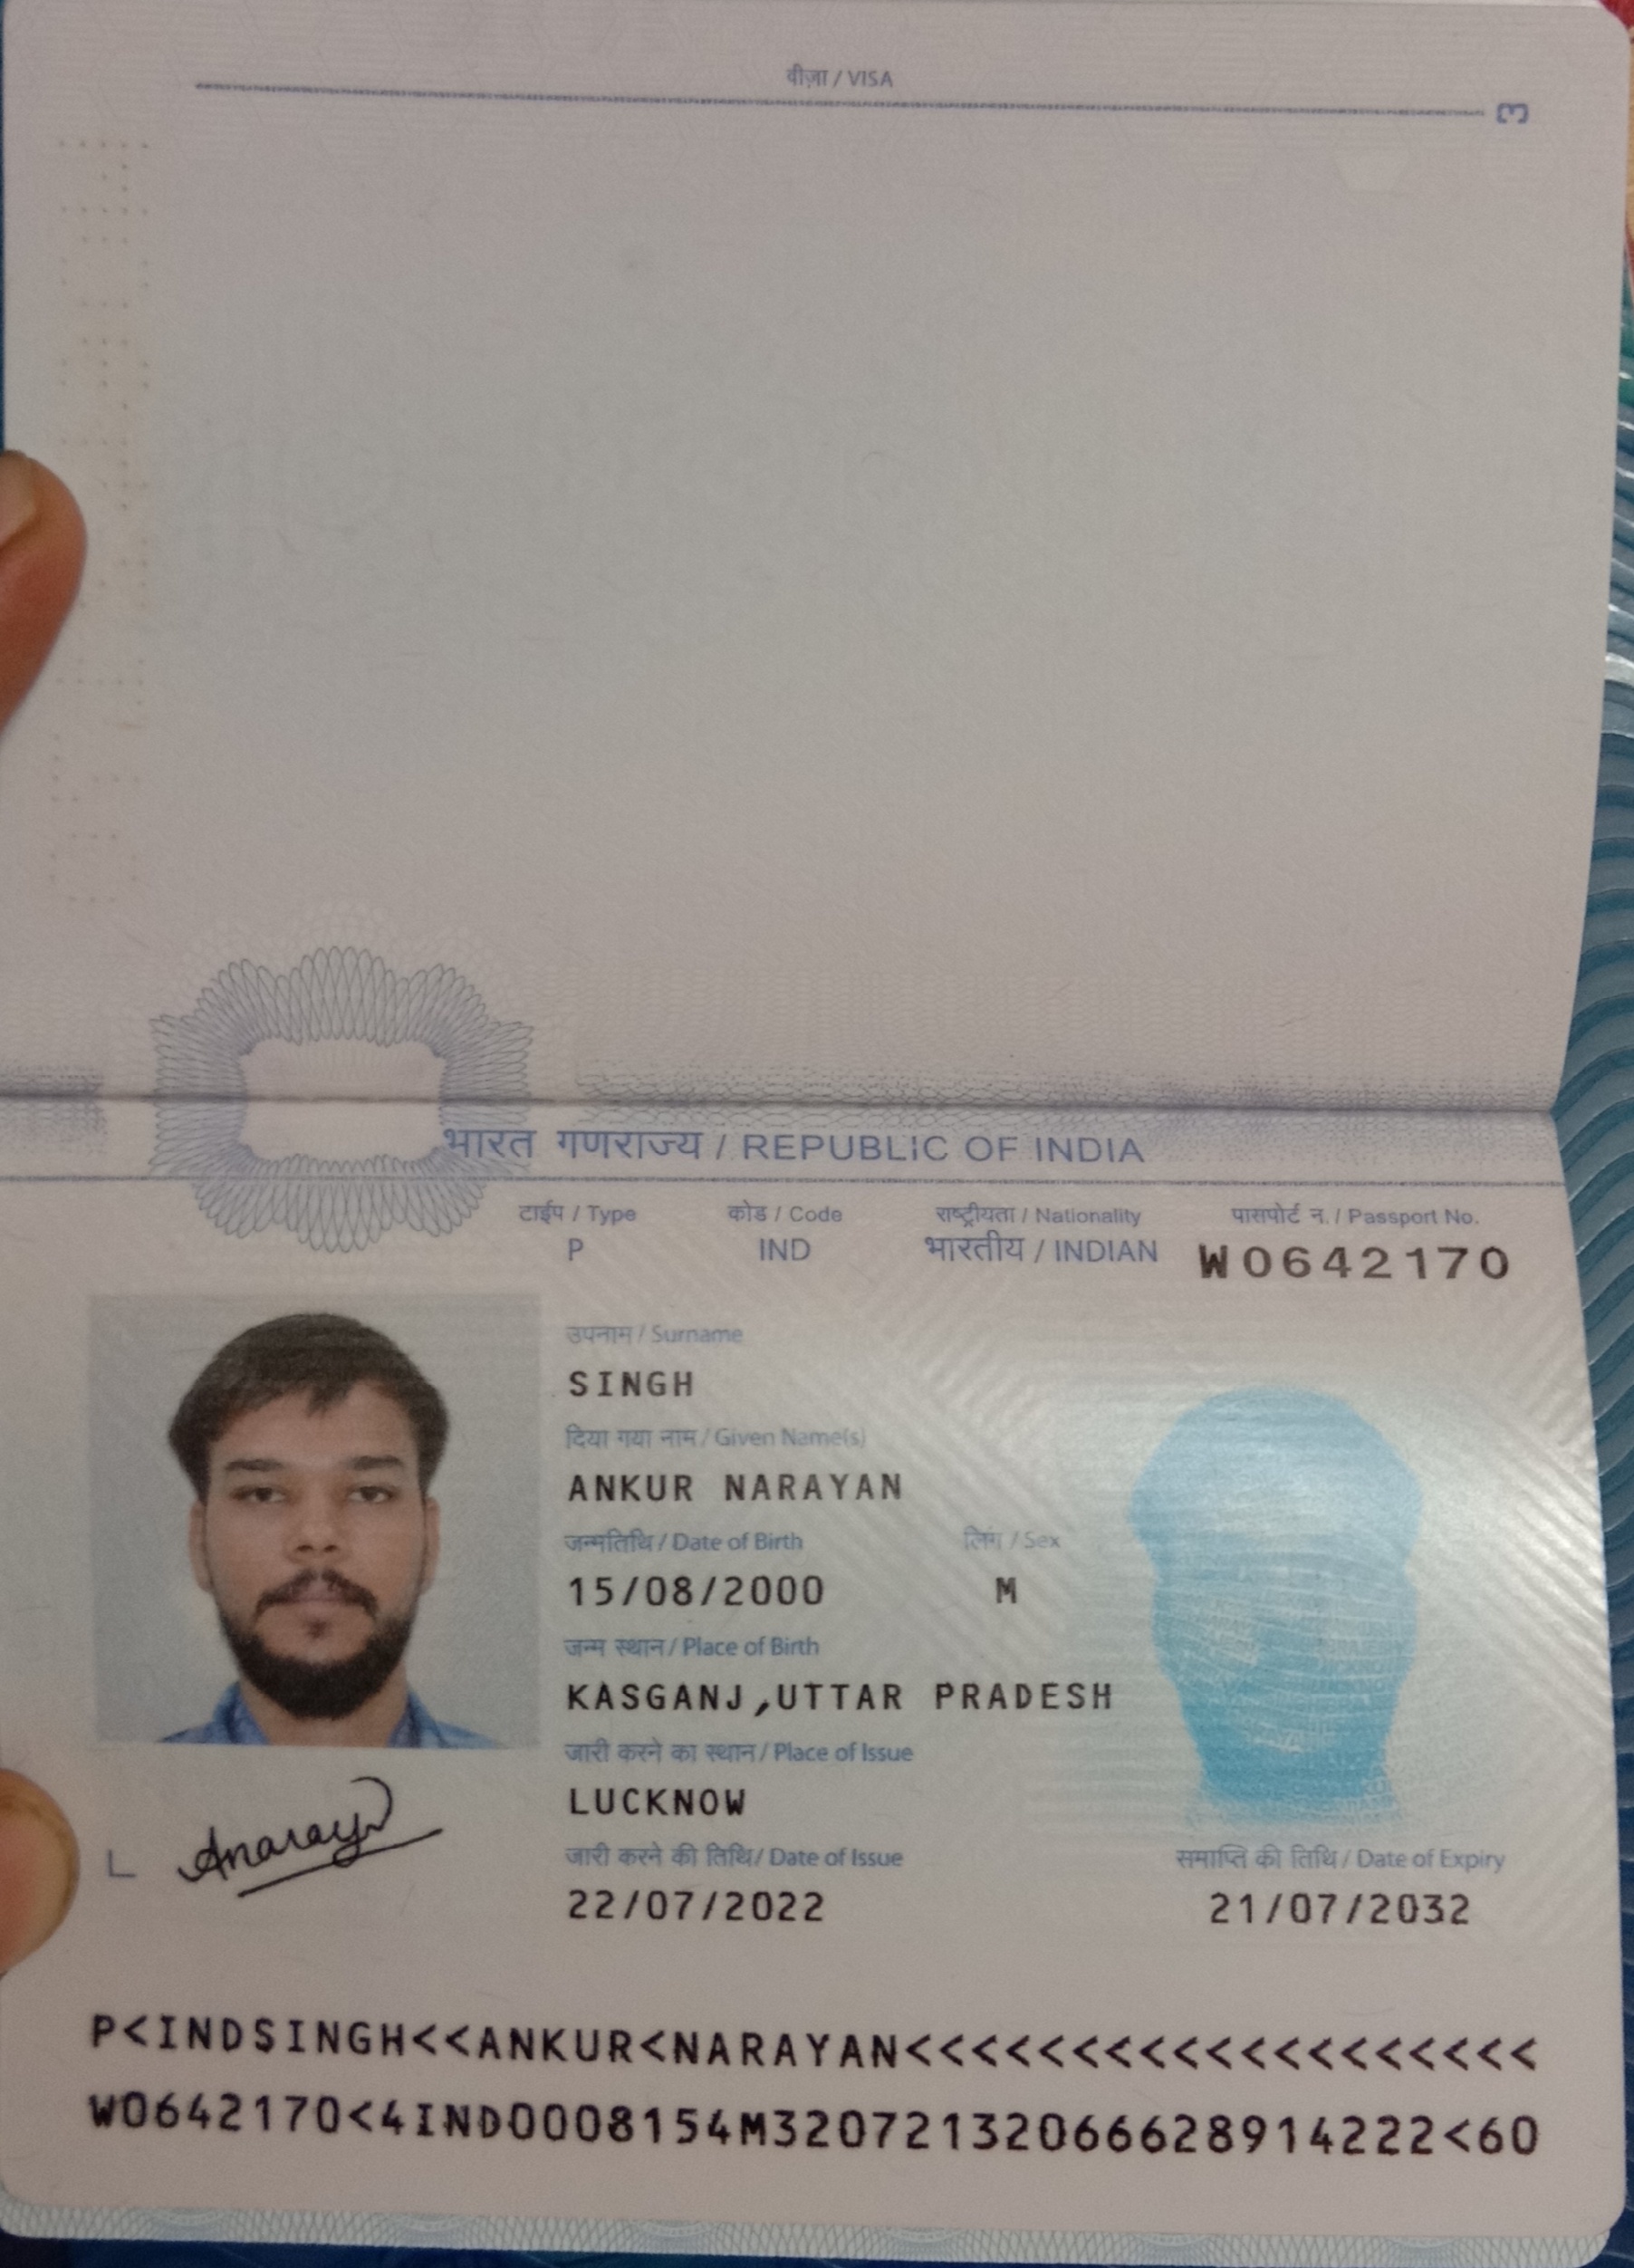 वीज़ा / VISA
3
भारत गणराज्य / REPUBLIC OF INDIA
टाईप / Type कोड / Code राष्ट्रीयता / Nationality पासपोर्ट न. / Passport No.
P IND भारतीय / INDIAN W0642170
उपनाम / Surname
SINGH
दिया गया नाम / Given Name(s)
ANKUR NARAYAN
जन्मतिथि / Date of Birth लिंग / Sex
15/08/2000 M
जन्म स्थान / Place of Birth
KASGANJ,UTTAR PRADESH
जारी करने का स्थान / Place of Issue
LUCKNOW
Anarayan
जारी करने की तिथि / Date of Issue समाप्ति की तिथि / Date of Expiry
22/07/2022 21/07/2032
P<INDSINGH<<ANKUR<NARAYAN<<<<<<<<<<<<<<<<<<<
W0642170<4IND0008154M32072132066628914222<60